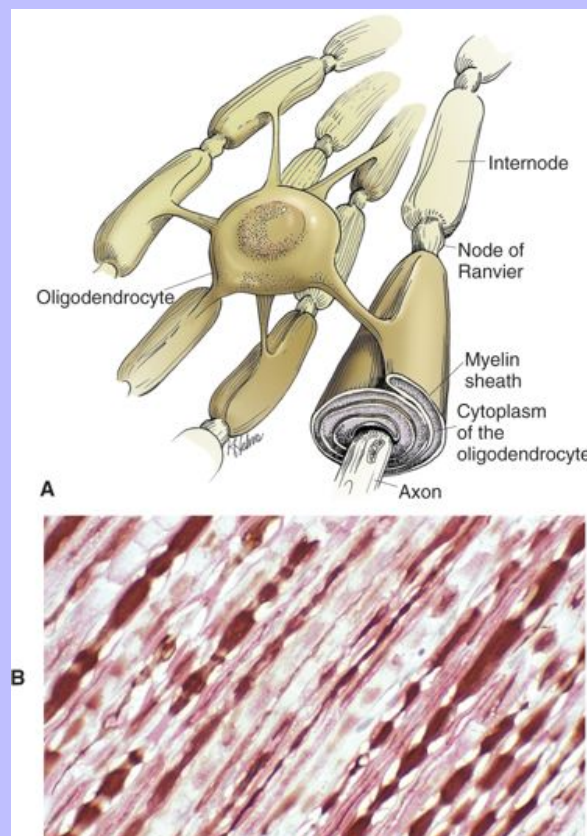 Internode
Node of
Ranvier
Oligodendrocyte
Myelin
sheath
Cytoplasm
of the
oligodendrocyte
Axon
A
B